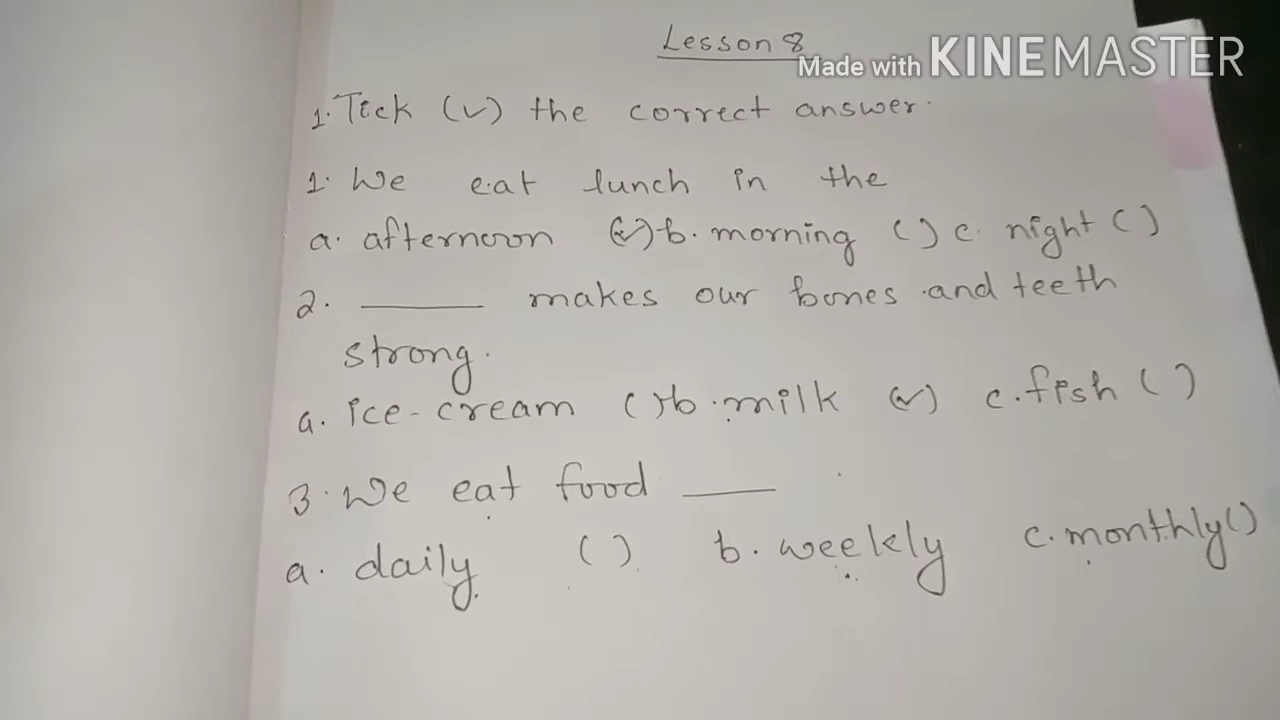 Lesson 8
Made with KINEMASTER
1. Tick (✓) the correct answer.
1. We eat lunch in the
a. afternoon (✓) b. morning ( ) c. night ( )
2. ______ makes our bones and teeth
strong.
a. ice-cream ( ) b. milk (✓) c. fish ( )
3. We eat food _____
a. daily ( ) b. weekly c. monthly ( )